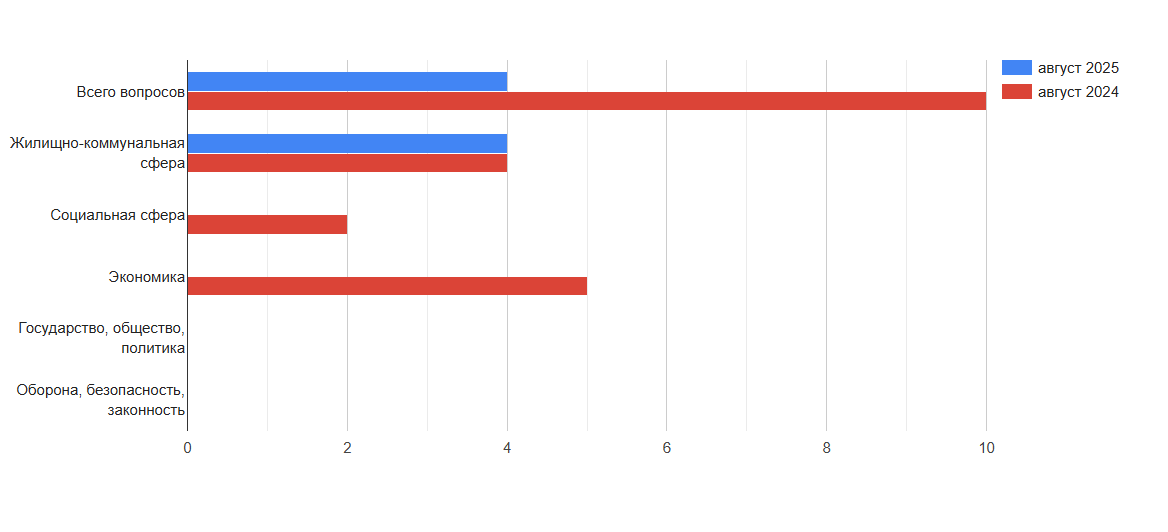 август 2025
август 2024
Всего вопросов
Жилищно-коммунальная
сфера
Социальная сфера
Экономика
Государство, общество,
политика
Оборона, безопасность,
законность
0 2 4 6 8 10